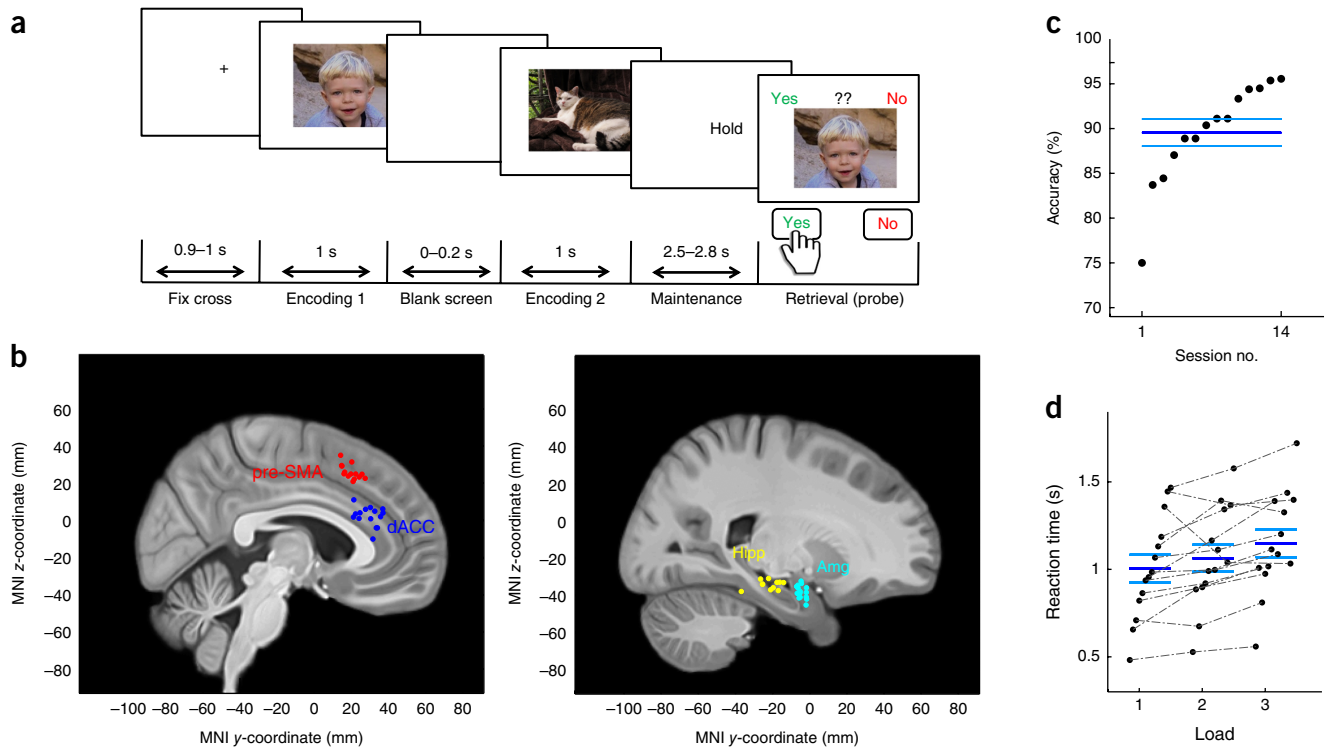 a
+
Hold
Yes ?? No
Yes No
0.9–1 s 1 s 0–0.2 s 1 s 2.5–2.8 s
Fix cross Encoding 1 Blank screen Encoding 2 Maintenance Retrieval (probe)
b
MNI z-coordinate (mm)
60
40
20
0
–20
–40
–60
–80
pre-SMA
dACC
–100 –80 –60 –40 –20 0 20 40 60 80
MNI y-coordinate (mm)
MNI z-coordinate (mm)
60
40
20
0
–20
–40
–60
–80
Hipp
Amg
–100 –80 –60 –40 –20 0 20 40 60 80
MNI y-coordinate (mm)
c
Accuracy (%)
100
95
90
85
80
75
70
1 14
Session no.
d
Reaction time (s)
1.5
1
0.5
1 2 3
Load